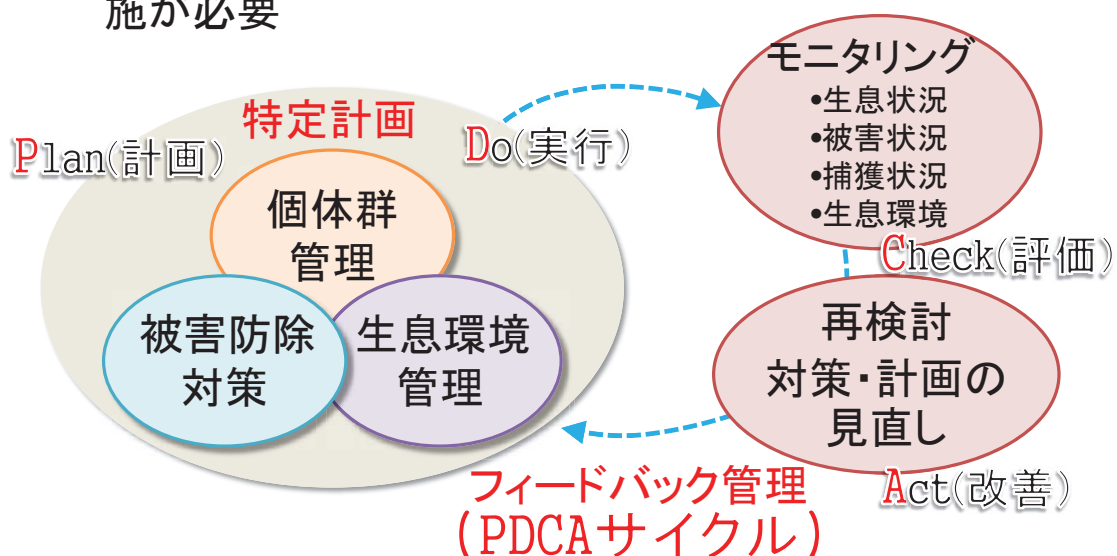 施が必要
特定計画
Plan(計画)
Do(実行)
個体群
管理
被害防除
対策
生息環境
管理
モニタリング
•生息状況
•被害状況
•捕獲状況
•生息環境
Check(評価)
再検討
対策・計画の
見直し
Act(改善)
フィードバック管理
(PDCAサイクル)